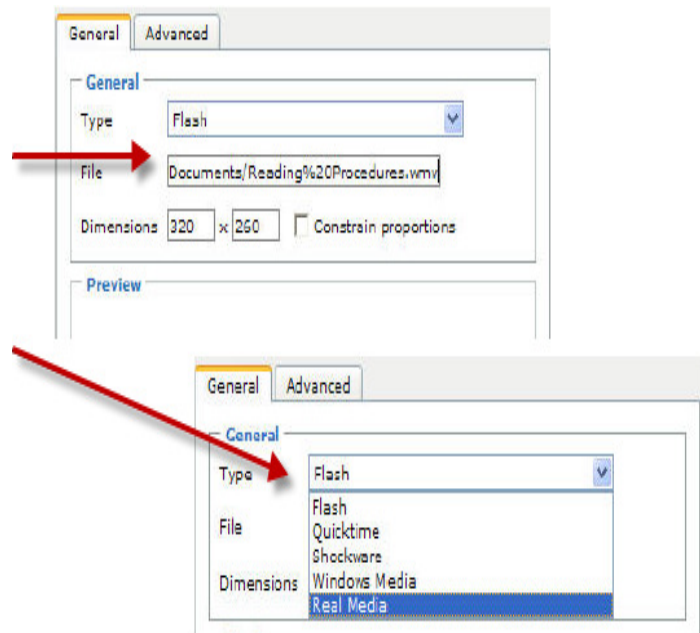 General Advanced
General
Type Flash
File Documents/Reading%20Procedures.wmv
Dimensions 320 x 260 Constrain proportions
Preview
General Advanced
General
Type Flash
Flash
File Quicktime
Shockware
Dimensions Windows Media
Real Media